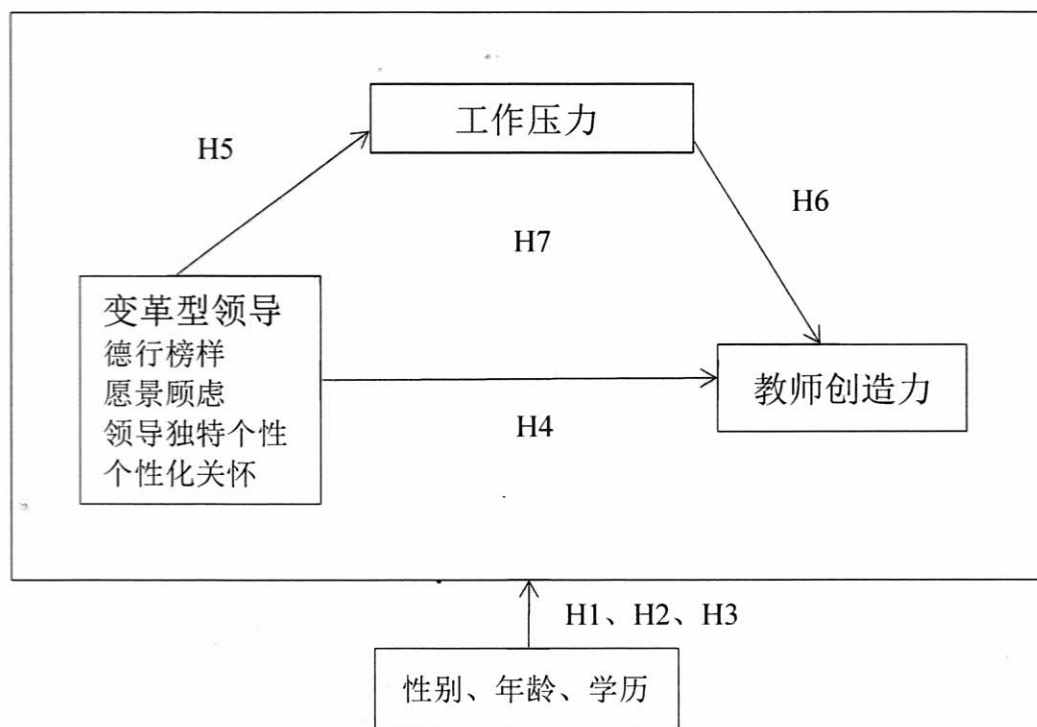 工作压力
H5
H6
H7
变革型领导
德行榜样
愿景顾虑
领导独特个性
个性化关怀
教师创造力
H4
H1、H2、H3
性别、年龄、学历